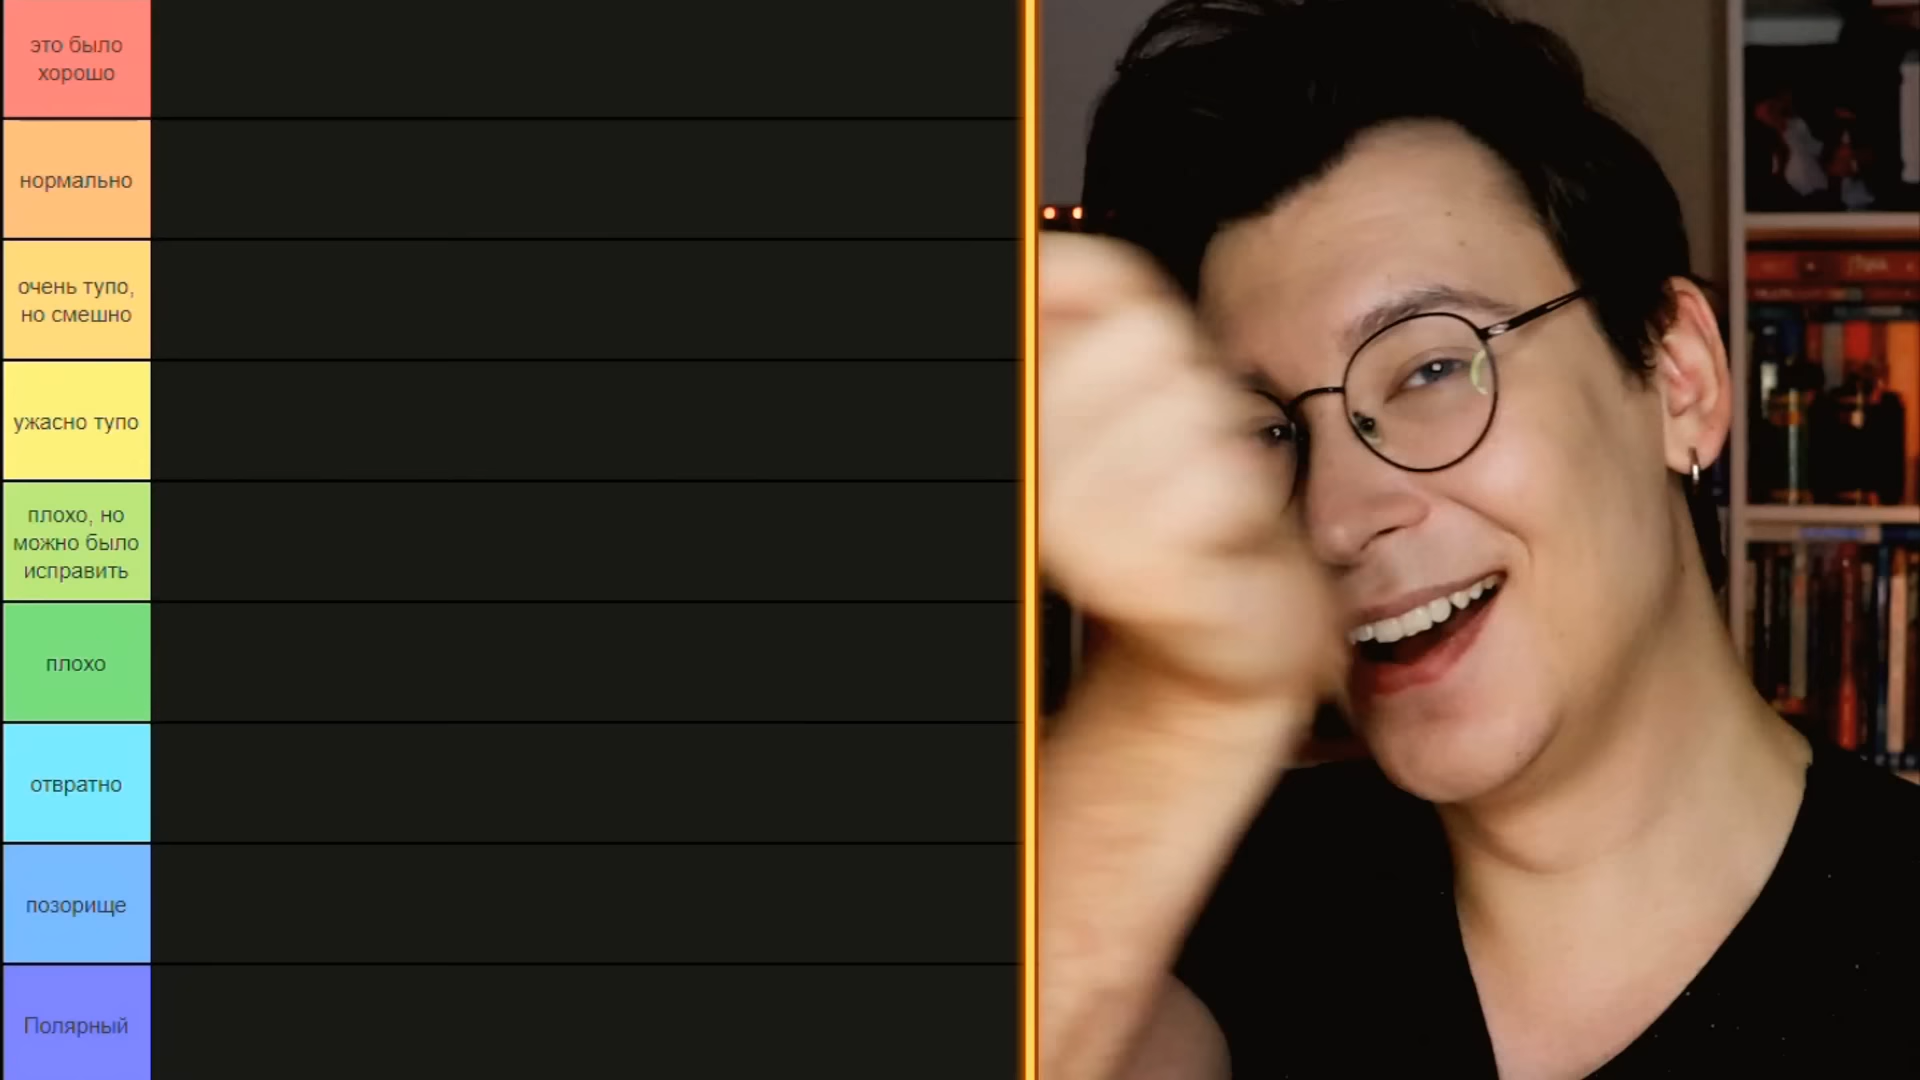 это было
хорошо
нормально
очень тупо,
но смешно
ужасно тупо
плохо, но
можно было
исправить
плохо
отвратно
позорище
Полярный